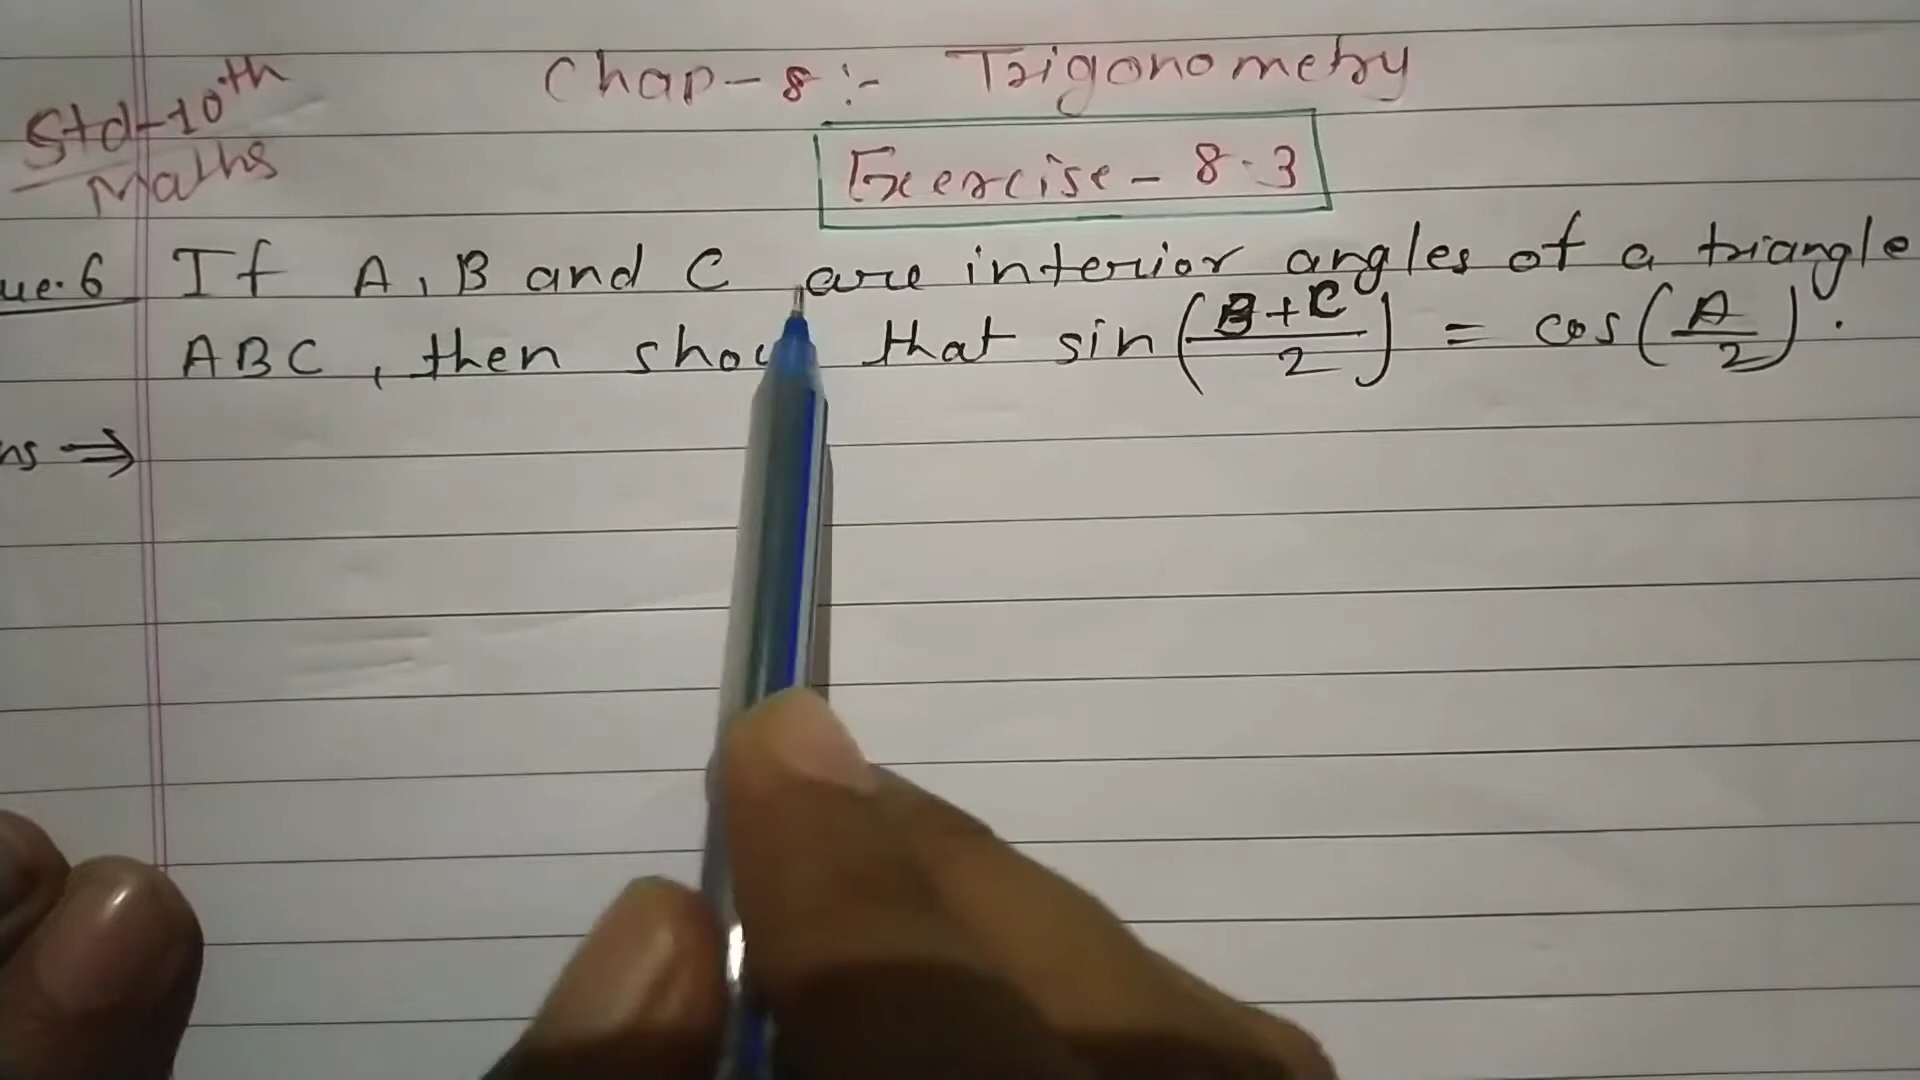 Chap-8 :- Trigonometry
Std-10th
Maths
Exercise - 8.3
ue.6 If A, B and C are interior angles of a triangle
ABC, then show that sin((B+C)/2) = cos(A/2).
ns ⇒